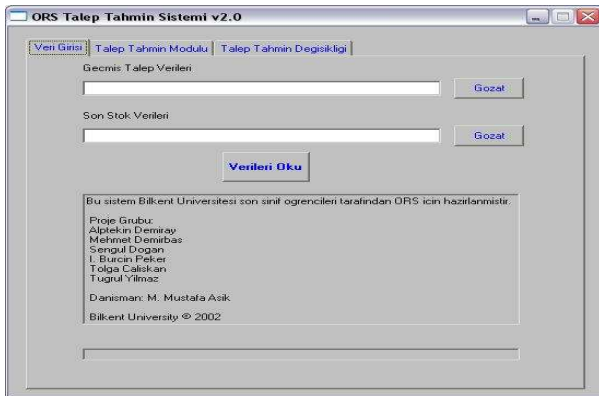 ORS Talep Tahmin Sistemi v2.0
Veri Girisi Talep Tahmin Modulu Talep Tahmin Degisikligi
Gecmis Talep Verileri
Gozat
Son Stok Verileri
Gozat
Verileri Oku
Bu sistem Bilkent Universitesi son sinif ogrencileri tarafindan ORS icin hazirlanmistir.
Proje Grubu:
Alptekin Demiray
Mehmet Demirbas
Sengul Dogan
I. Burcin Peker
Tolga Caliskan
Tugrul Yilmaz
Danisman: M. Mustafa Asik
Bilkent University © 2002